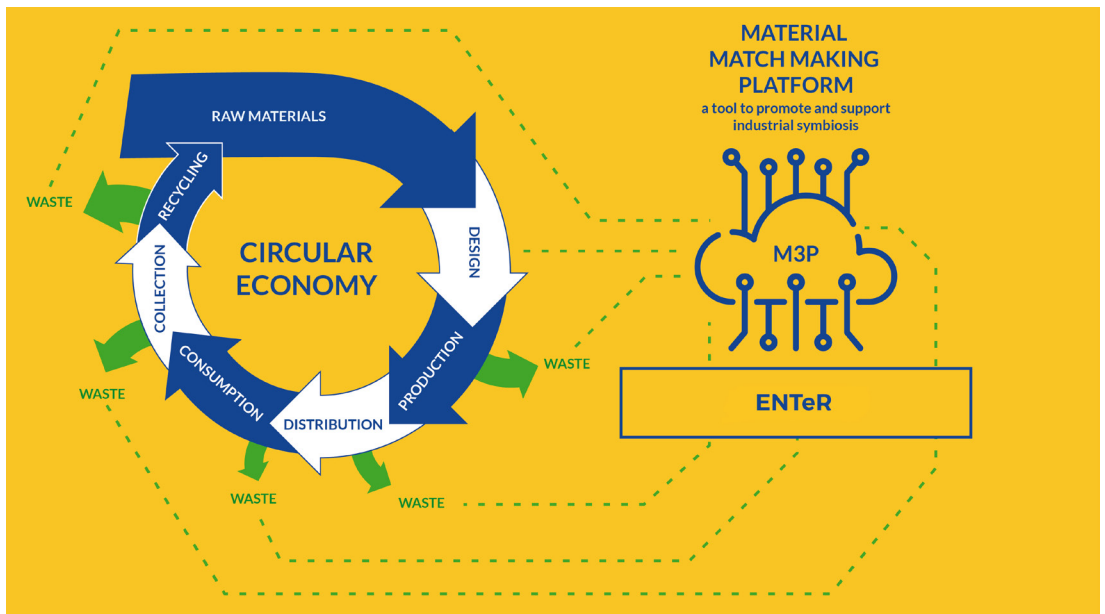 MATERIAL
MATCH MAKING
PLATFORM
a tool to promote and support
industrial symbiosis
RAW MATERIALS
RECYCLING
WASTE
DESIGN
CIRCULAR
ECONOMY
M3P
COLLECTION
PRODUCTION
WASTE
CONSUMPTION
WASTE
ENTeR
DISTRIBUTION
WASTE
WASTE